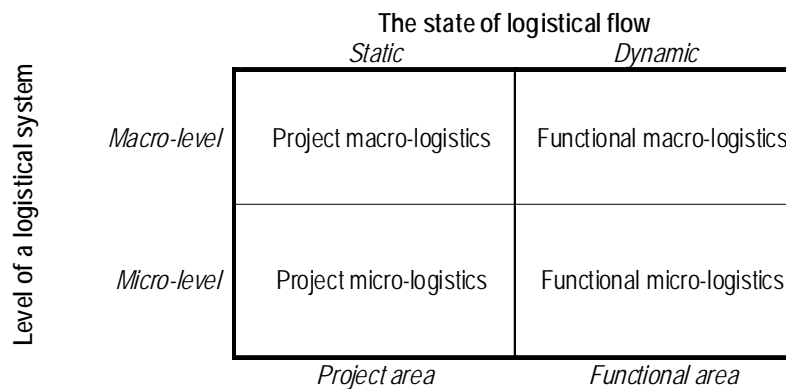 The state of logistical flow
Static Dynamic
Level of a logistical system
Macro-level Project macro-logistics Functional macro-logistics
Micro-level Project micro-logistics Functional micro-logistics
Project area Functional area